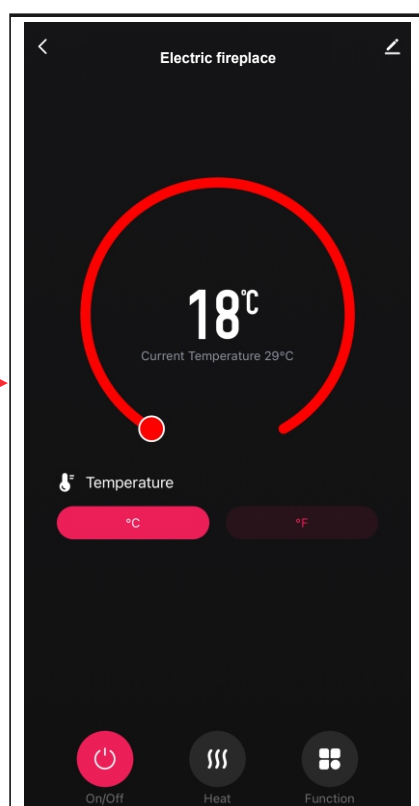 Electric fireplace
18°C
Current Temperature 29°C
Temperature
°C
°F
On/Off
Heat
Function